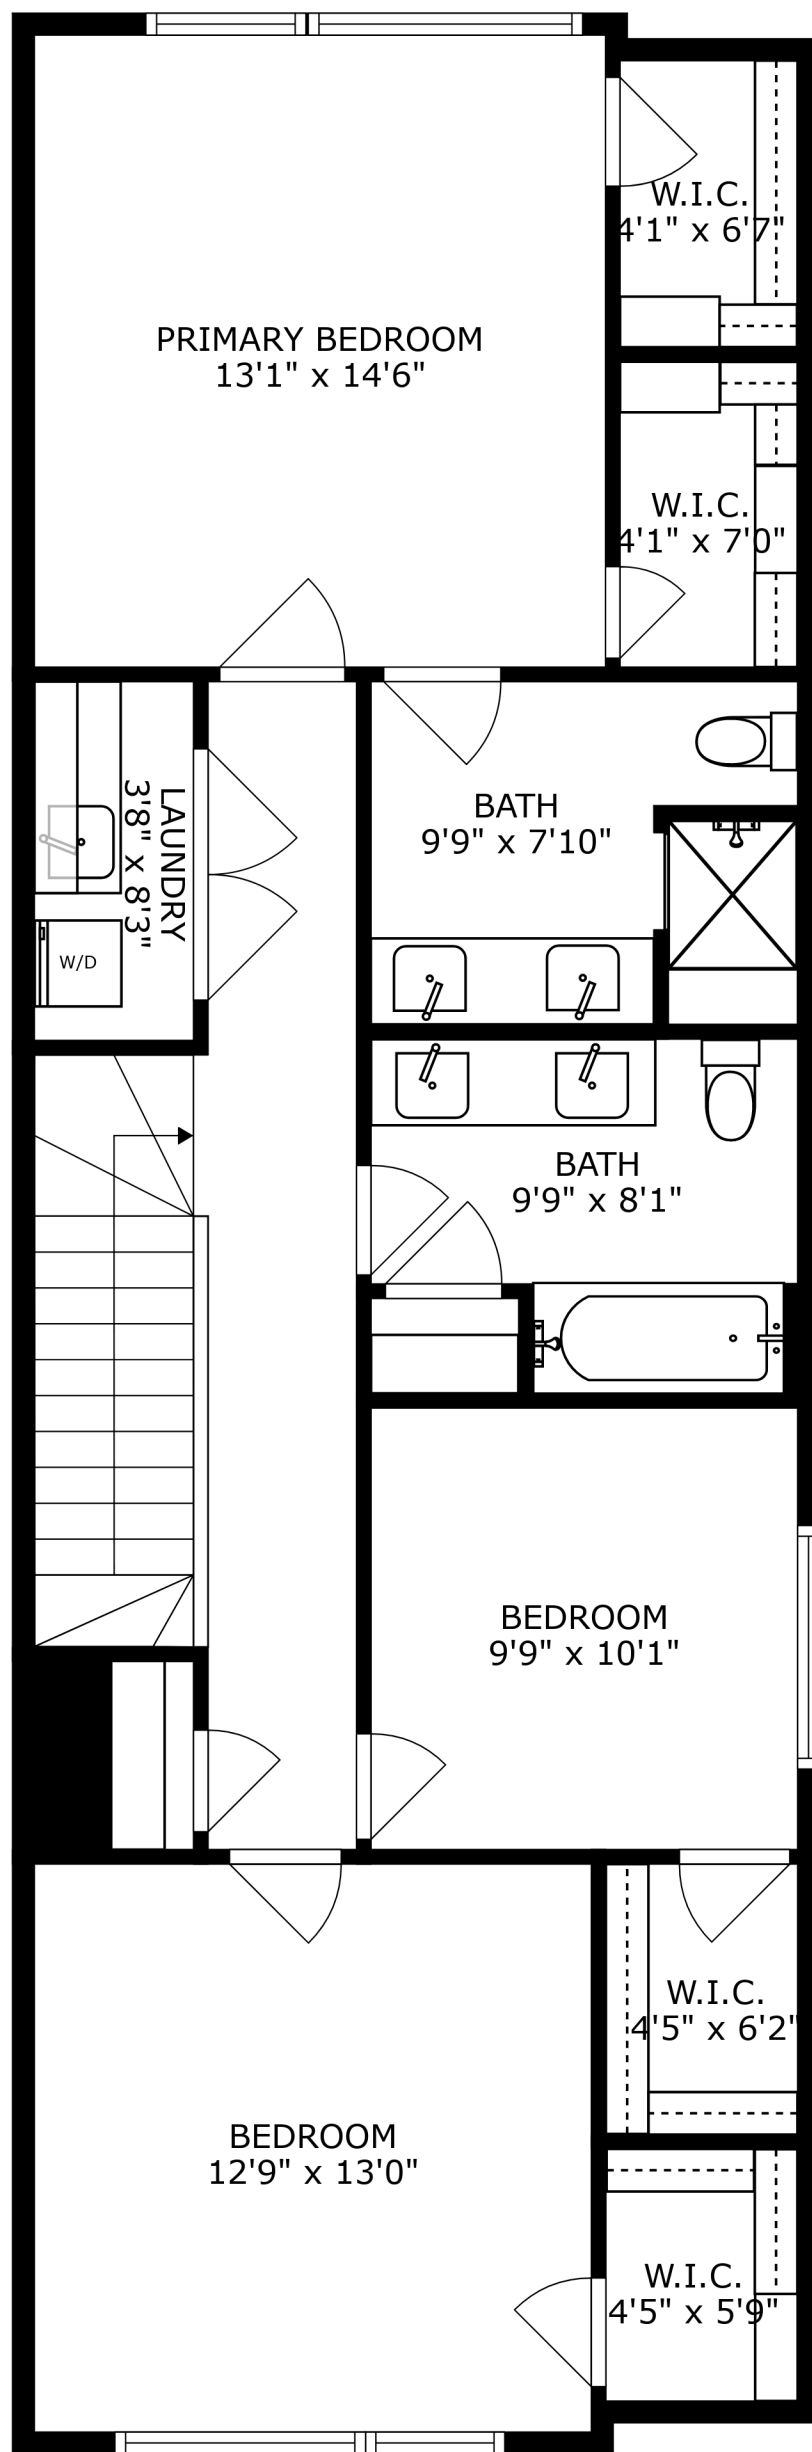 W.I.C.
4'1" x 6'7"
PRIMARY BEDROOM
13'1" x 14'6"
W.I.C.
4'1" x 7'0"
LAUNDRY
3'8" x 8'3"
W/D
BATH
9'9" x 7'10"
BATH
9'9" x 8'1"
BEDROOM
9'9" x 10'1"
W.I.C.
4'5" x 6'2"
BEDROOM
12'9" x 13'0"
W.I.C.
4'5" x 5'9"